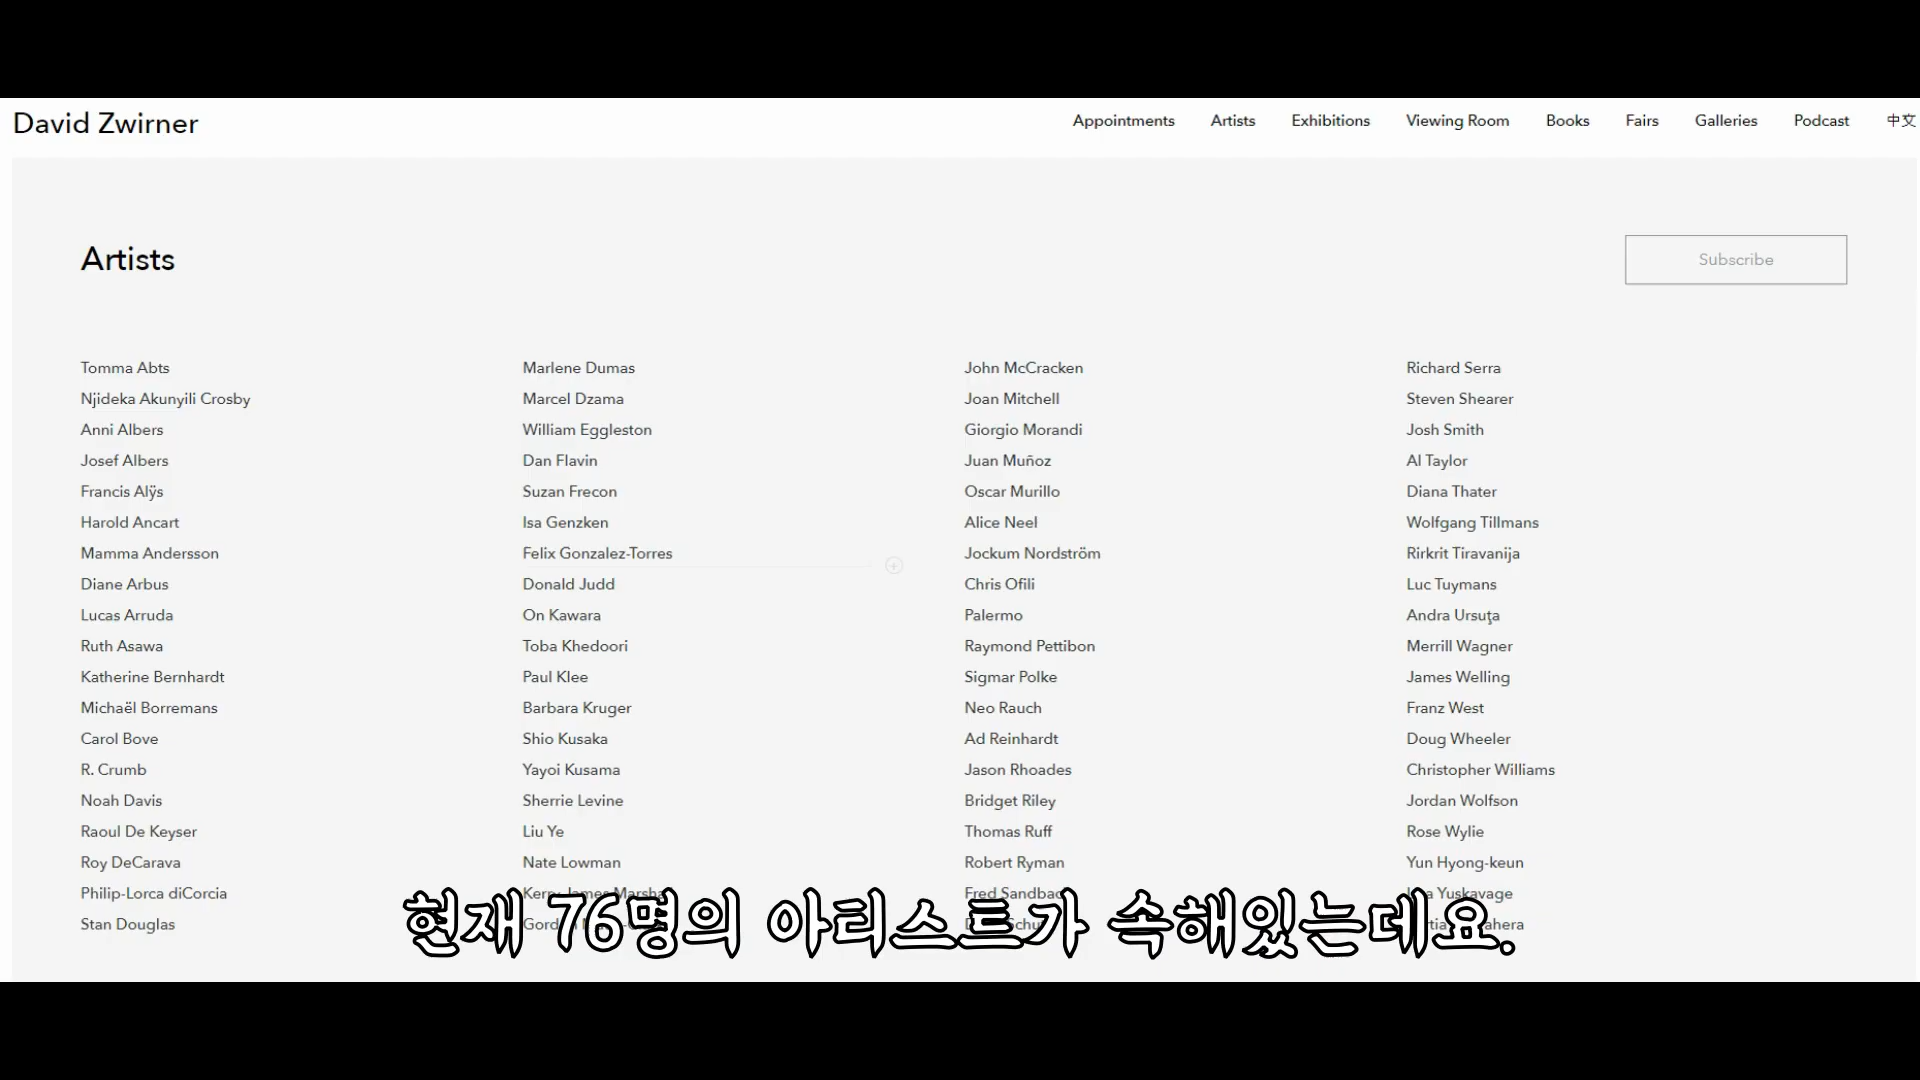 David Zwirner
Appointments Artists Exhibitions Viewing Room Books Fairs Galleries Podcast 中文
Artists
Subscribe
Tomma Abts
Njideka Akunyili Crosby
Anni Albers
Josef Albers
Francis Alÿs
Harold Ancart
Mamma Andersson
Diane Arbus
Lucas Arruda
Ruth Asawa
Katherine Bernhardt
Michaël Borremans
Carol Bove
R. Crumb
Noah Davis
Raoul De Keyser
Roy DeCarava
Philip-Lorca diCorcia
Stan Douglas
Marlene Dumas
Marcel Dzama
William Eggleston
Dan Flavin
Suzan Frecon
Isa Genzken
Felix Gonzalez-Torres
Donald Judd
On Kawara
Toba Khedoori
Paul Klee
Barbara Kruger
Shio Kusaka
Yayoi Kusama
Sherrie Levine
Liu Ye
Nate Lowman
Kerry James
John McCracken
Joan Mitchell
Giorgio Morandi
Juan Muñoz
Oscar Murillo
Alice Neel
Jockum Nordström
Chris Ofili
Palermo
Raymond Pettibon
Sigmar Polke
Neo Rauch
Ad Reinhardt
Jason Rhoades
Bridget Riley
Thomas Ruff
Robert Ryman
Fred
Richard Serra
Steven Shearer
Josh Smith
Al Taylor
Diana Thater
Wolfgang Tillmans
Rirkrit Tiravanija
Luc Tuymans
Andra Ursuţa
Merrill Wagner
James Welling
Franz West
Doug Wheeler
Christopher Williams
Jordan Wolfson
Rose Wylie
Yun Hyong-keun
Yuskavage
현재 76명의 아티스트가 속해있는데요.